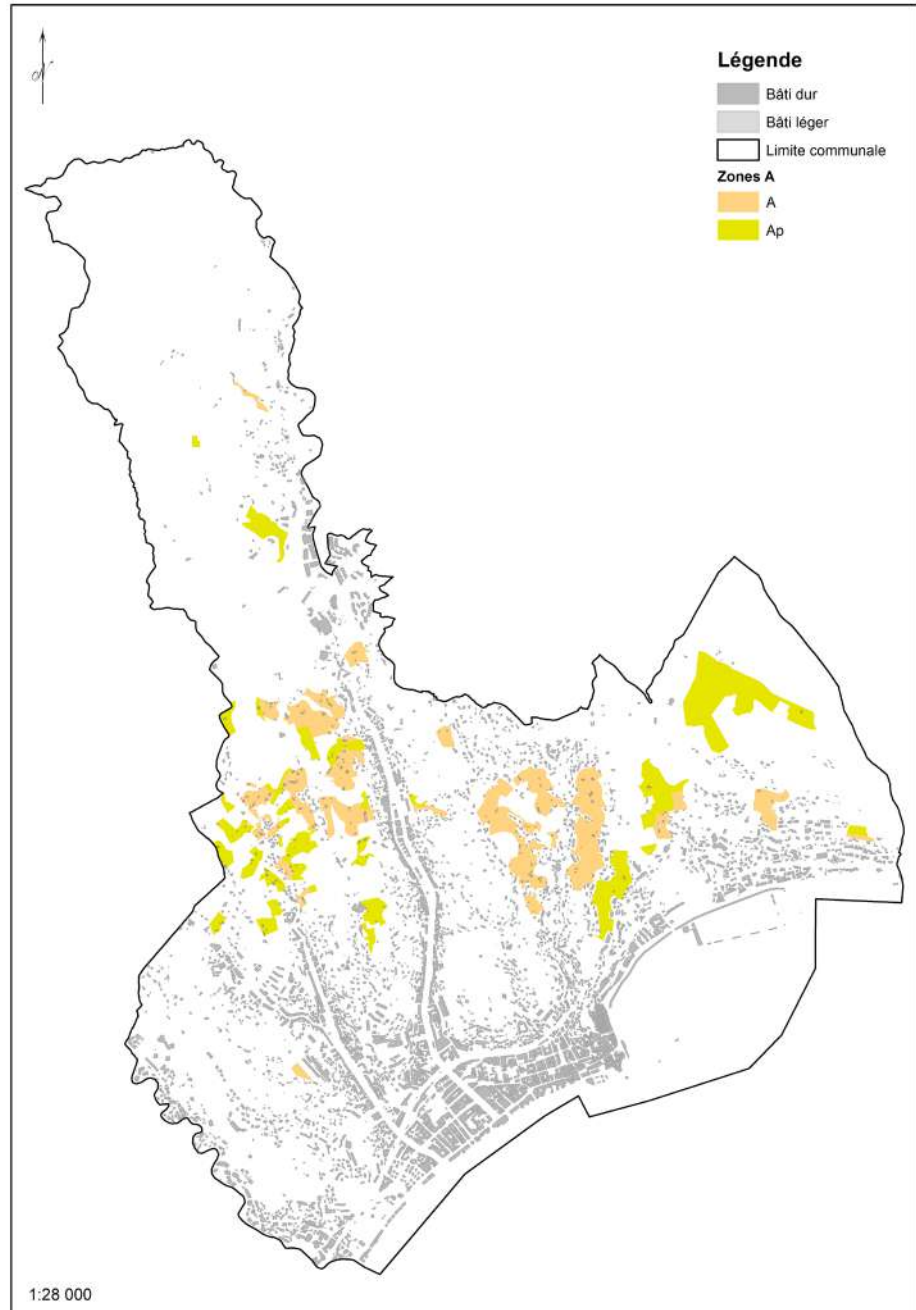 N
Légende
Bâti dur
Bâti léger
Limite communale
Zones A
A
Ap
1:28 000